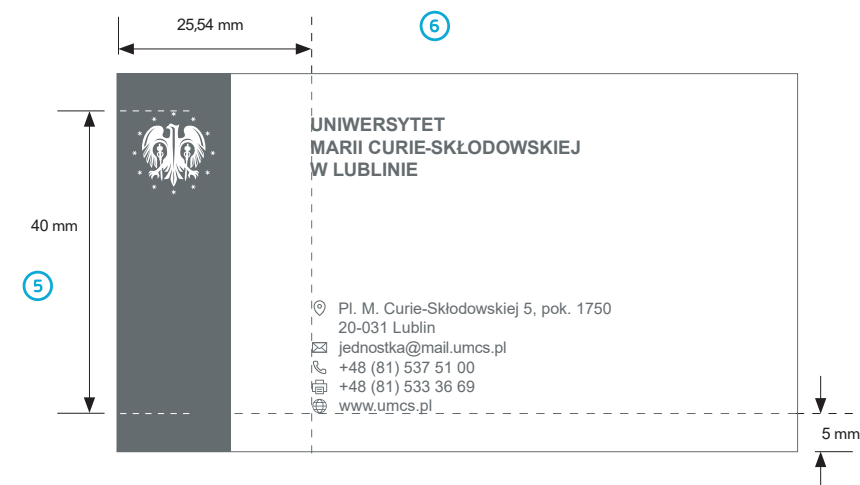 25,54 mm
6
UNIWERSYTET
MARII CURIE-SKŁODOWSKIEJ
W LUBLINIE
40 mm
5
Pl. M. Curie-Skłodowskiej 5, pok. 1750
20-031 Lublin
jednostka@mail.umcs.pl
+48 (81) 537 51 00
+48 (81) 533 36 69
www.umcs.pl
5 mm